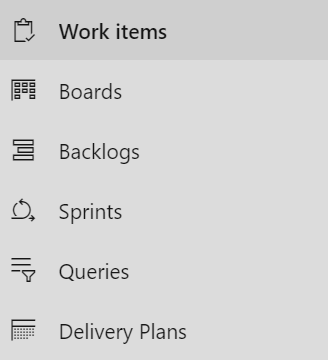 Work items
Boards
Backlogs
Sprints
Queries
Delivery Plans